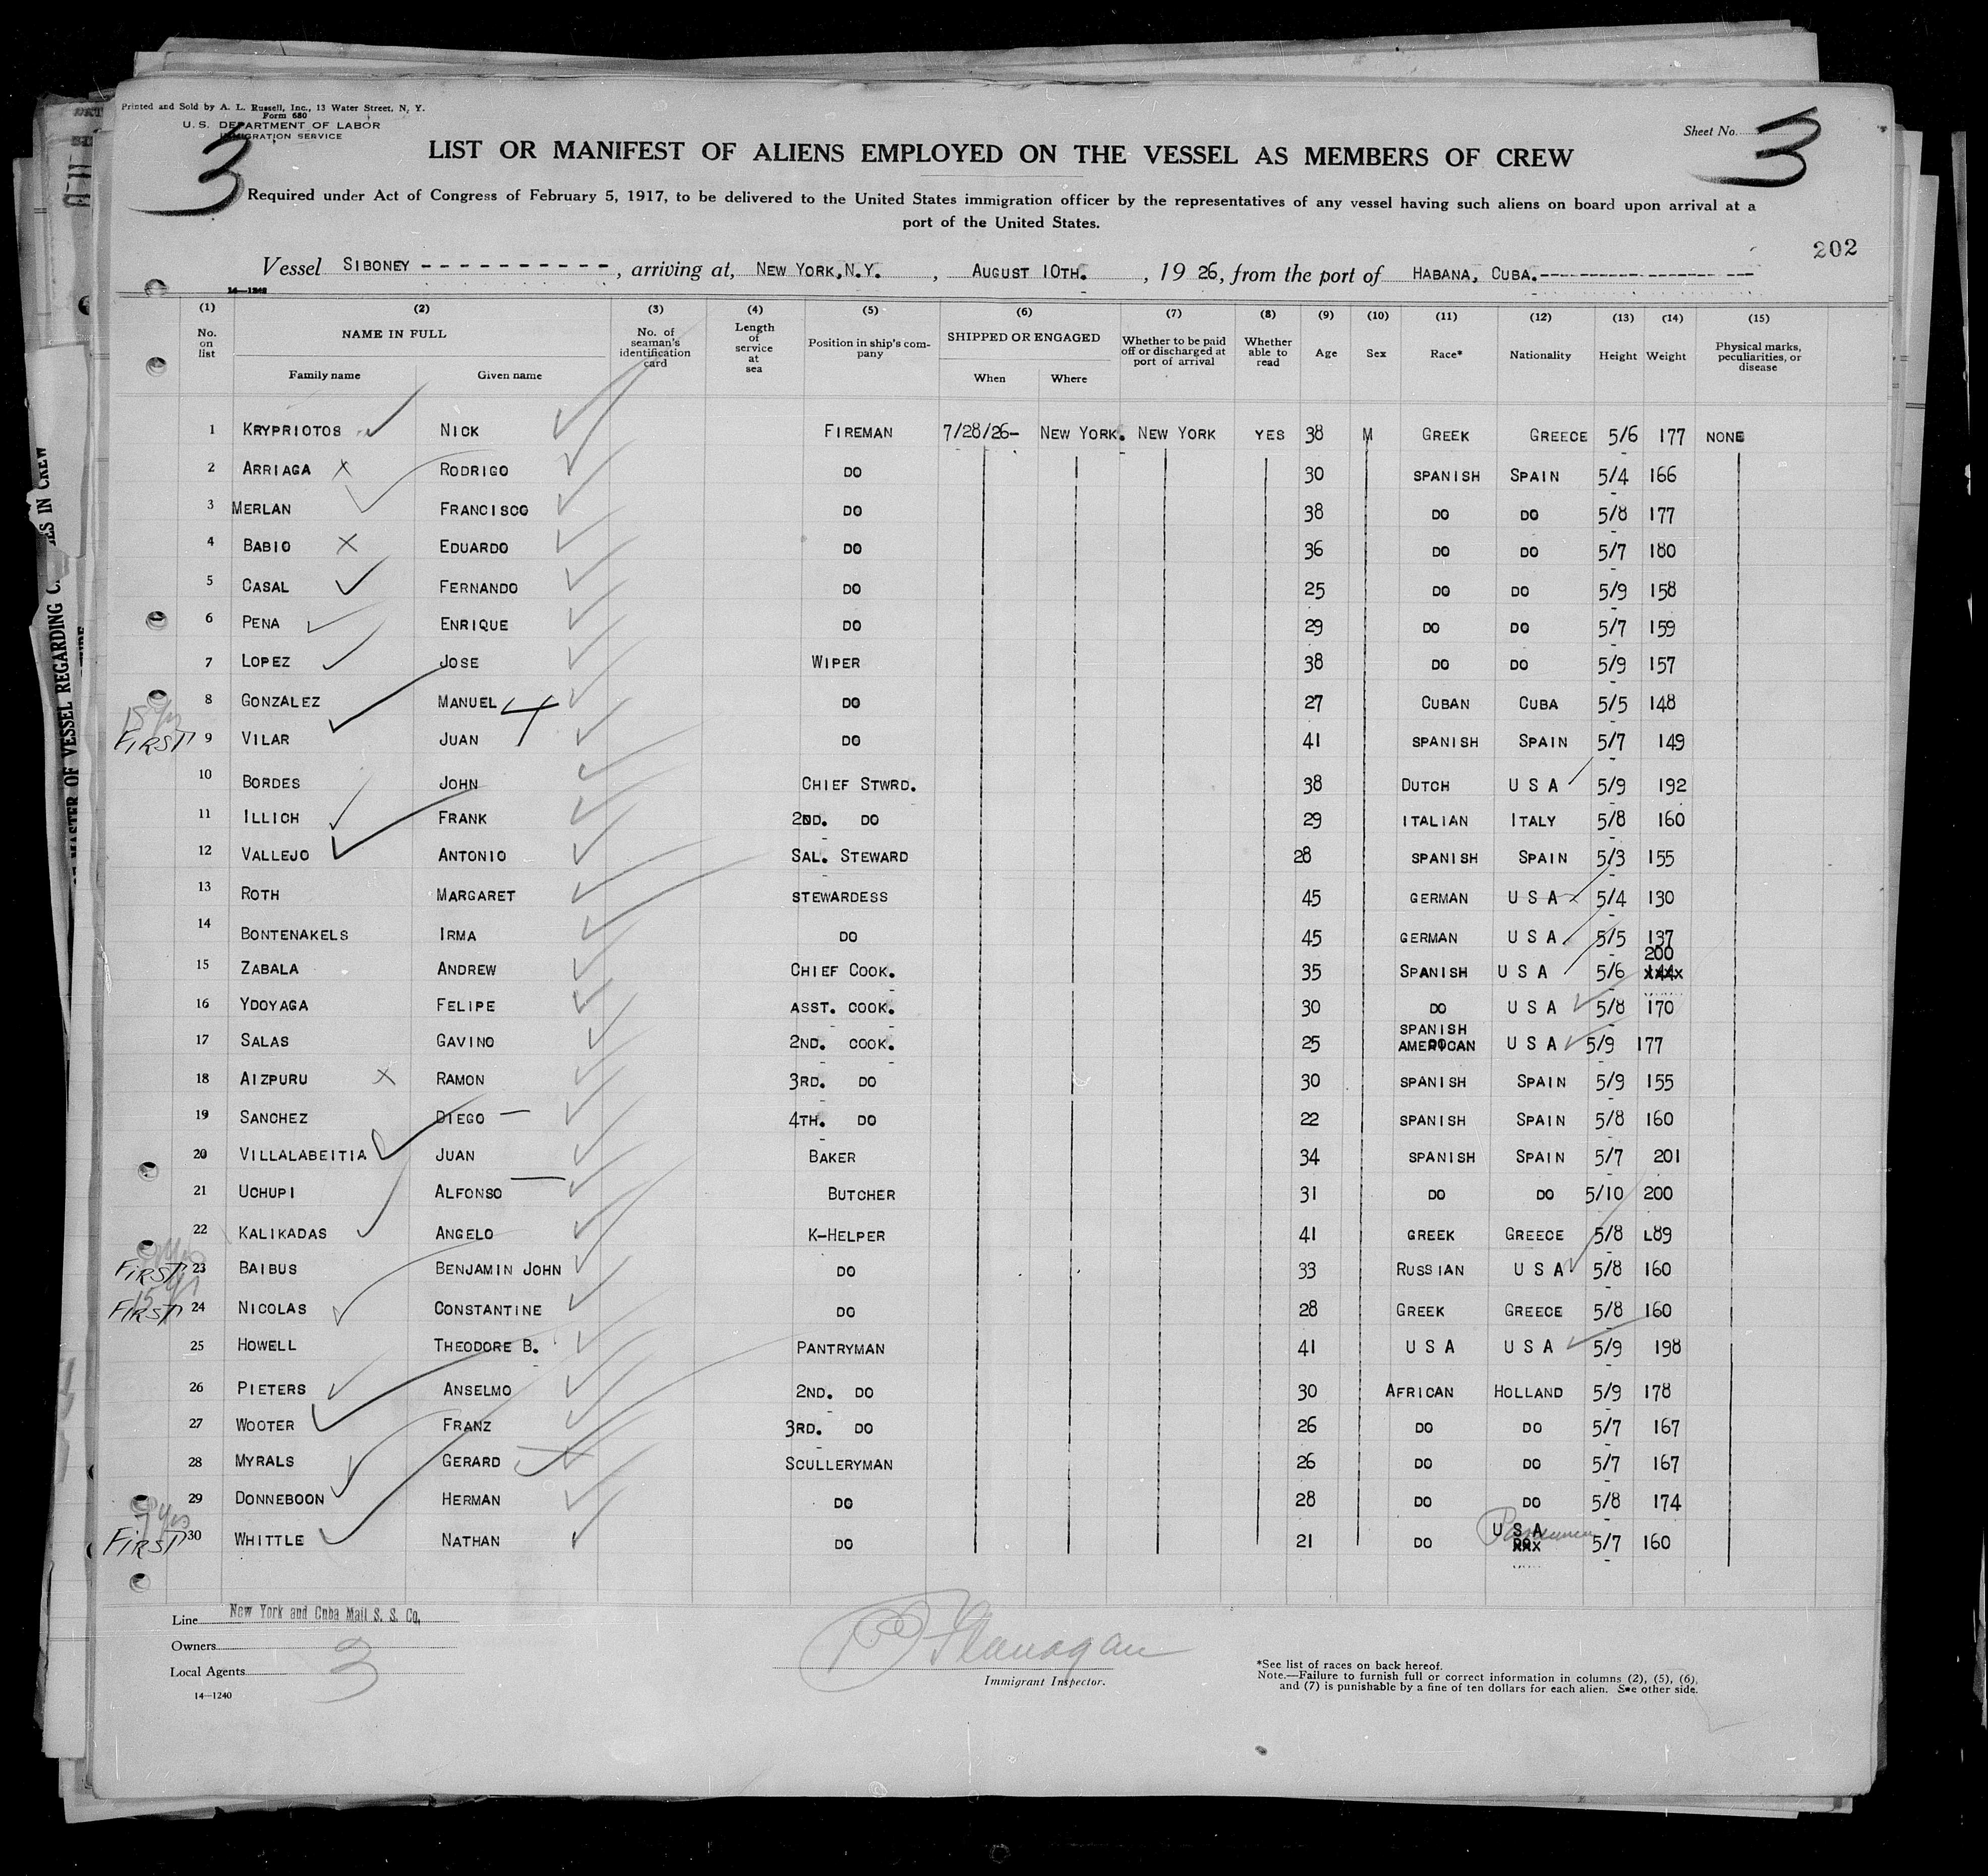 Printed and Sold by A. L. Russell, Inc., 13 Water Street, N. Y.
Form 680
U. S. DEPARTMENT OF LABOR
IMMIGRATION SERVICE
3
Sheet No. 3
LIST OR MANIFEST OF ALIENS EMPLOYED ON THE VESSEL AS MEMBERS OF CREW
Required under Act of Congress of February 5, 1917, to be delivered to the United States immigration officer by the representatives of any vessel having such aliens on board upon arrival at a
port of the United States.
202
Vessel SIBONEY - - - - - - - - - - -, arriving at, NEW YORK, N.Y., AUGUST 10TH., 19 26, from the port of HABANA, CUBA.
14—1240
(1) (2) (3) (4) (5) (6) (7) (8) (9) (10) (11) (12) (13) (14) (15)
No. on list NAME IN FULL Family name Given name No. of seaman's identification card Length of service at sea Position in ship's company SHIPPED OR ENGAGED When Where Whether to be paid off or discharged at port of arrival Whether able to read Age Sex Race* Nationality Height Weight Physical marks, peculiarities, or disease
1 KRYPRIOTOS NICK FIREMAN 7/28/26- NEW YORK. NEW YORK YES 38 M GREEK GREECE 5/6 177 NONE
2 ARRIAGA X RODRIGO DO 30 SPANISH SPAIN 5/4 166
3 MERLAN FRANCISCO DO 38 DO DO 5/8 177
4 BABIO X EDUARDO DO 36 DO DO 5/7 180
5 CASAL FERNANDO DO 25 DO DO 5/9 158
6 PENA ENRIQUE DO 29 DO DO 5/7 159
7 LOPEZ JOSE WIPER 38 DO DO 5/9 157
8 GONZALEZ MANUEL DO 27 CUBAN CUBA 5/5 148
FIRST 9 VILAR JUAN DO 41 SPANISH SPAIN 5/7 149
10 BORDES JOHN CHIEF STWRD. 38 DUTCH U S A 5/9 192
11 ILLICH FRANK 2ND. DO 29 ITALIAN ITALY 5/8 160
12 VALLEJO ANTONIO SAL. STEWARD 28 SPANISH SPAIN 5/3 155
13 ROTH MARGARET STEWARDESS 45 GERMAN U S A 5/4 130
14 BONTENAKELS IRMA DO 45 GERMAN U S A 5/5 137
15 ZABALA ANDREW CHIEF COOK. 35 SPANISH U S A 5/6 200
16 YDOYAGA FELIPE ASST. COOK. 30 DO U S A 5/8 170
17 SALAS GAVINO 2ND. COOK. 25 SPANISH AMERICAN U S A 5/9 177
18 AIZPURU X RAMON 3RD. DO 30 SPANISH SPAIN 5/9 155
19 SANCHEZ DIEGO 4TH. DO 22 SPANISH SPAIN 5/8 160
20 VILLALABEITIA JUAN BAKER 34 SPANISH SPAIN 5/7 201
21 UCHUPI ALFONSO BUTCHER 31 DO DO 5/10 200
22 KALIKADAS ANGELO K-HELPER 41 GREEK GREECE 5/8 L89
FIRST 23 BAIBUS BENJAMIN JOHN DO 33 RUSSIAN U S A 5/8 160
FIRST 24 NICOLAS CONSTANTINE DO 28 GREEK GREECE 5/8 160
25 HOWELL THEODORE B. PANTRYMAN 41 U S A U S A 5/9 198
26 PIETERS ANSELMO 2ND. DO 30 AFRICAN HOLLAND 5/9 178
27 WOOTER FRANZ 3RD. DO 26 DO DO 5/7 167
28 MYRALS GERARD SCULLERYMAN 26 DO DO 5/7 167
29 DONNEBOON HERMAN DO 28 DO DO 5/8 174
FIRST 30 WHITTLE NATHAN DO 21 DO U S A XXX 5/7 160
Line New York and Cuba Mail S. S. Co.
Owners
Local Agents
3
14—1240
Flanagan
Immigrant Inspector.
*See list of races on back hereof.
Note.—Failure to furnish full or correct information in columns (2), (5), (6),
and (7) is punishable by a fine of ten dollars for each alien. See other side.